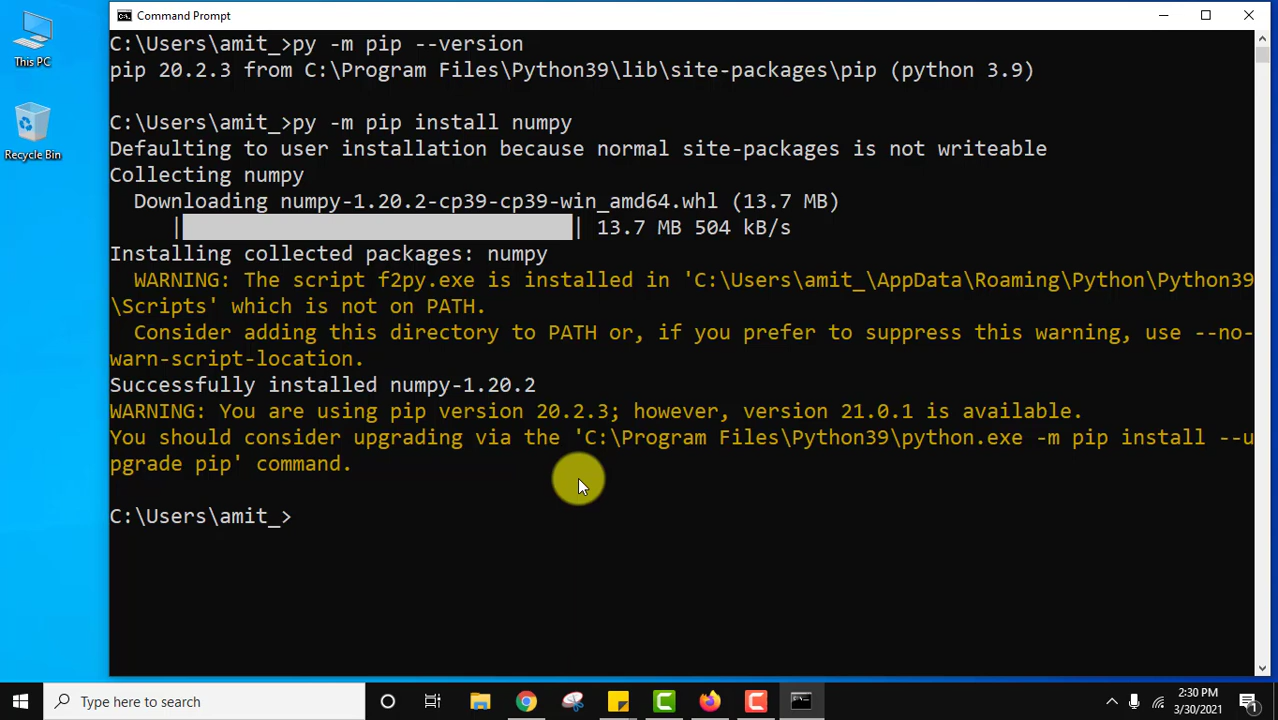 Command Prompt
This PC
Recycle Bin
C:\Users\amit_>py -m pip --version
pip 20.2.3 from C:\Program Files\Python39\lib\site-packages\pip (python 3.9)
C:\Users\amit_>py -m pip install numpy
Defaulting to user installation because normal site-packages is not writeable
Collecting numpy
Downloading numpy-1.20.2-cp39-cp39-win_amd64.whl (13.7 MB)
| | 13.7 MB 504 kB/s
Installing collected packages: numpy
WARNING: The script f2py.exe is installed in 'C:\Users\amit_\AppData\Roaming\Python\Python39
\Scripts' which is not on PATH.
Consider adding this directory to PATH or, if you prefer to suppress this warning, use --no-
warn-script-location.
Successfully installed numpy-1.20.2
WARNING: You are using pip version 20.2.3; however, version 21.0.1 is available.
You should consider upgrading via the 'C:\Program Files\Python39\python.exe -m pip install --u
pgrade pip' command.
C:\Users\amit_>
Type here to search
2:30 PM
3/30/2021
1